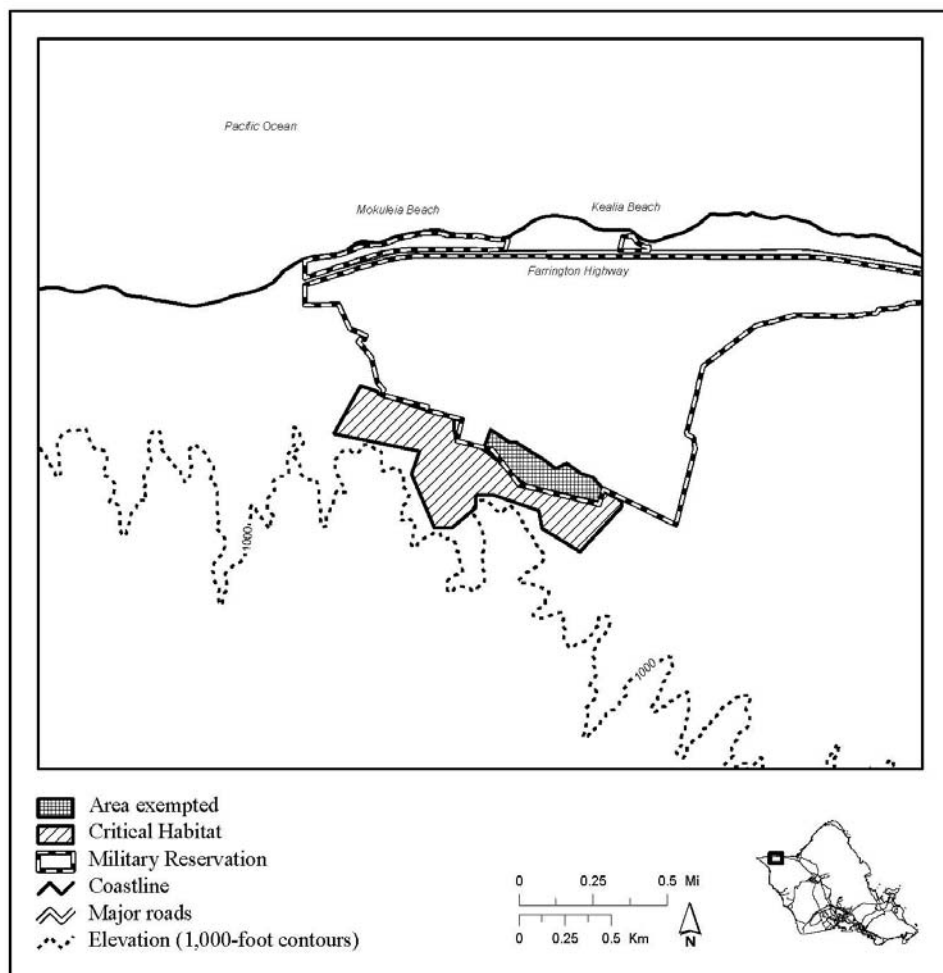 Pacific Ocean
Mokuleia Beach
Kealia Beach
Farrington Highway
1000
1000
Area exempted
Critical Habitat
Military Reservation
Coastline
Major roads
Elevation (1,000-foot contours)
0 0.25 0.5 Mi
0 0.25 0.5 Km
N